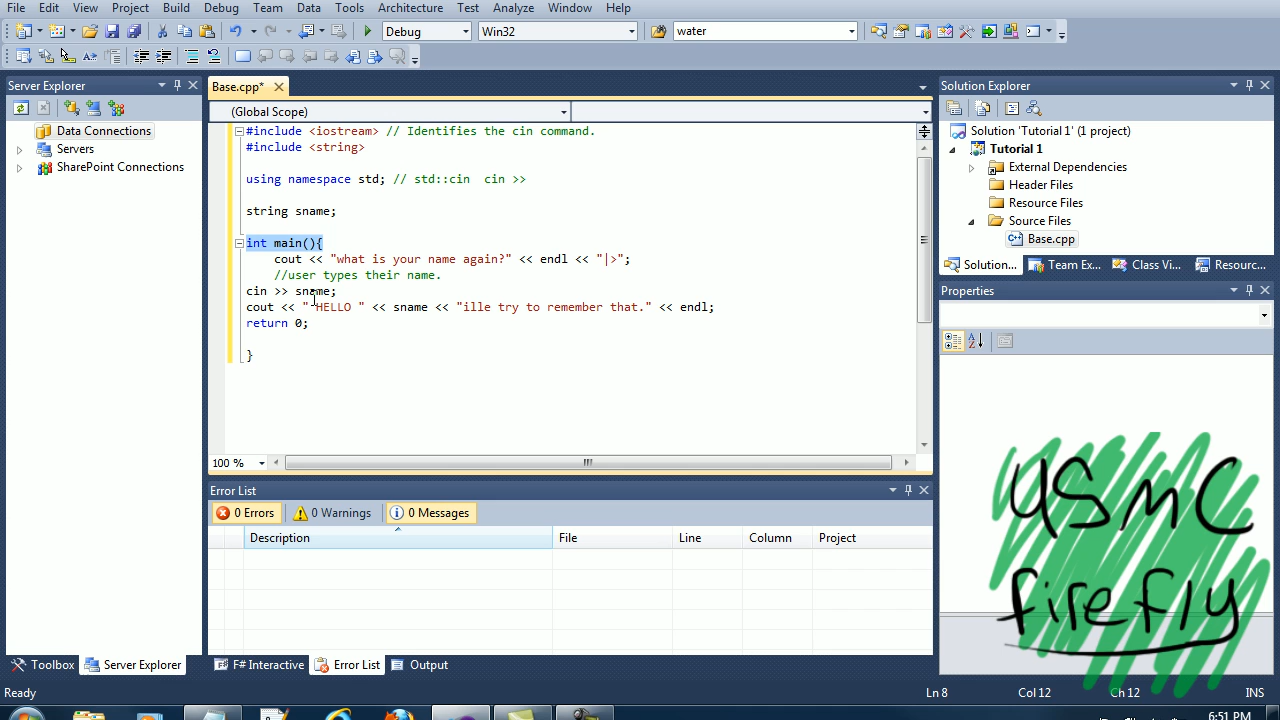 File Edit View Project Build Debug Team Data Tools Architecture Test Analyze Window Help
Debug Win32 water
Server Explorer
Data Connections
Servers
SharePoint Connections
Base.cpp*
(Global Scope)
#include <iostream> // Identifies the cin command.
#include <string>
using namespace std; // std::cin  cin >>
string sname;
int main(){
cout << "what is your name again?" << endl << "|>";
//user types their name.
cin >> sname;
cout << " HELLO " << sname << "ille try to remember that." << endl;
return 0;
}
100 %
Solution Explorer
Solution 'Tutorial 1' (1 project)
Tutorial 1
External Dependencies
Header Files
Resource Files
Source Files
Base.cpp
Solution... Team Ex... Class Vi... Resourc...
Properties
Error List
0 Errors 0 Warnings 0 Messages
Description File Line Column Project
USMC
firefly
Toolbox Server Explorer F# Interactive Error List Output
Ready Ln 8 Col 12 Ch 12 INS
6:51 PM